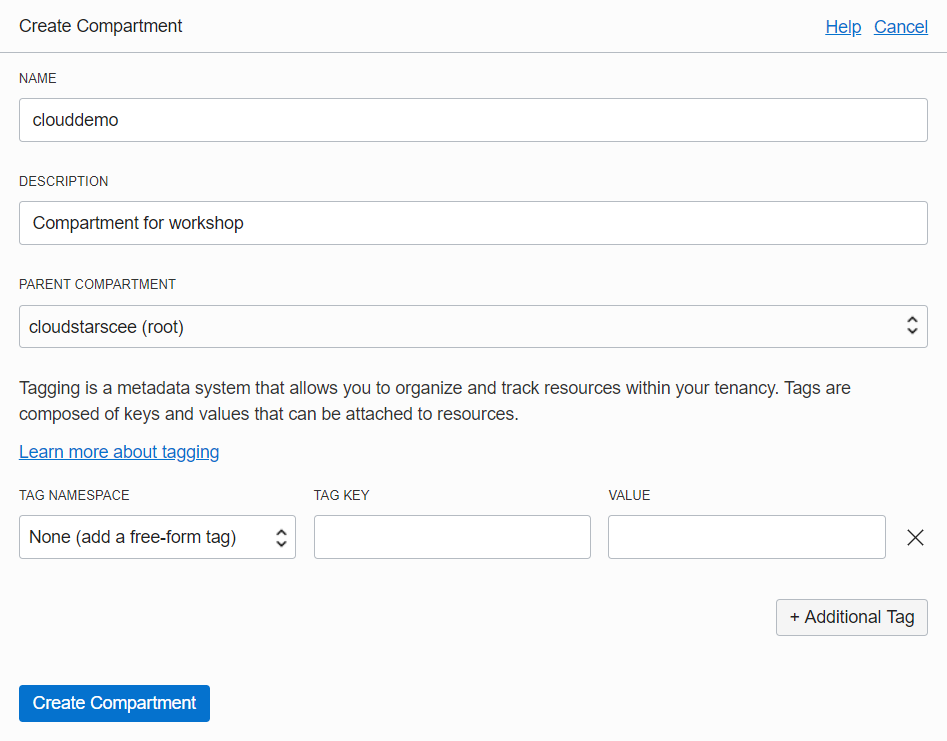 Create Compartment
Help Cancel
NAME
clouddemo
DESCRIPTION
Compartment for workshop
PARENT COMPARTMENT
cloudstarscee (root)
Tagging is a metadata system that allows you to organize and track resources within your tenancy. Tags are
composed of keys and values that can be attached to resources.
Learn more about tagging
TAG NAMESPACE TAG KEY VALUE
None (add a free-form tag)
+ Additional Tag
Create Compartment